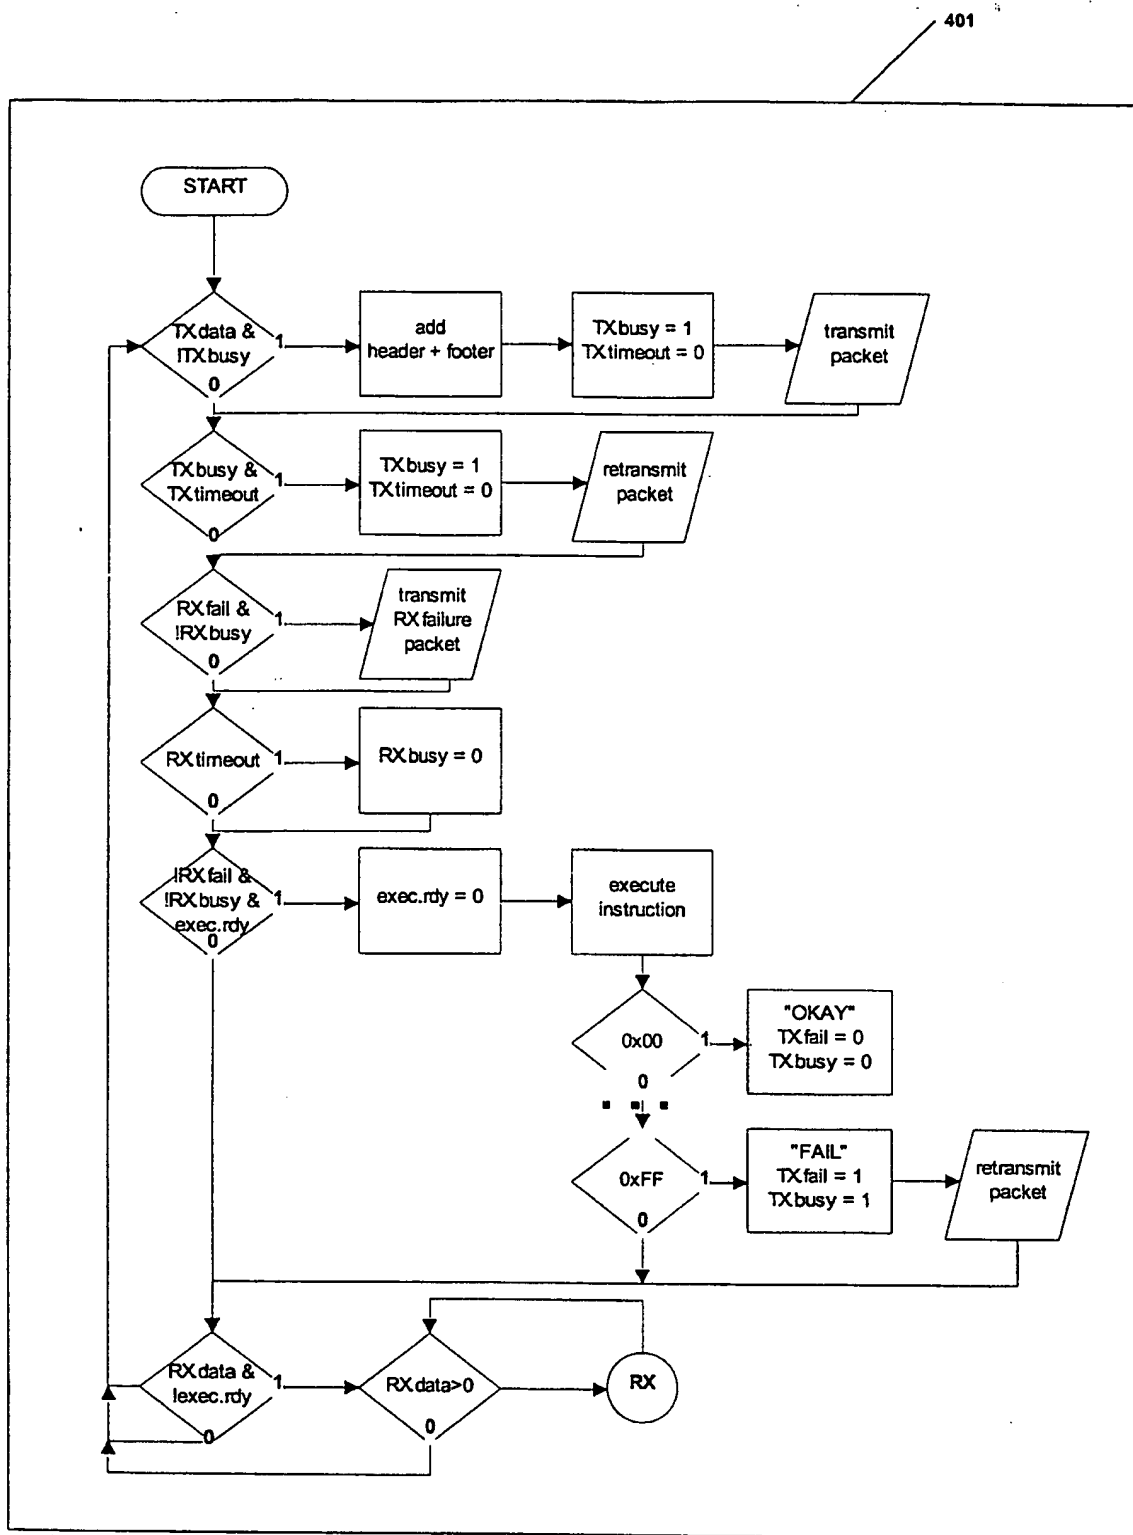 401
START
TXdata &
!TXbusy
1
0
add
header + footer
TXbusy = 1
TXtimeout = 0
transmit
packet
TXbusy &
TXtimeout
1
0
TXbusy = 1
TXtimeout = 0
retransmit
packet
RXfail &
!RXbusy
1
0
transmit
RXfailure
packet
RXtimeout
1
0
RXbusy = 0
!RXfail &
!RXbusy &
exec.rdy
1
0
exec.rdy = 0
execute
instruction
0x00
1
0
"OKAY"
TXfail = 0
TXbusy = 0
0xFF
1
0
"FAIL"
TXfail = 1
TXbusy = 1
retransmit
packet
RXdata &
!exec.rdy
1
0
RXdata>0
0
RX